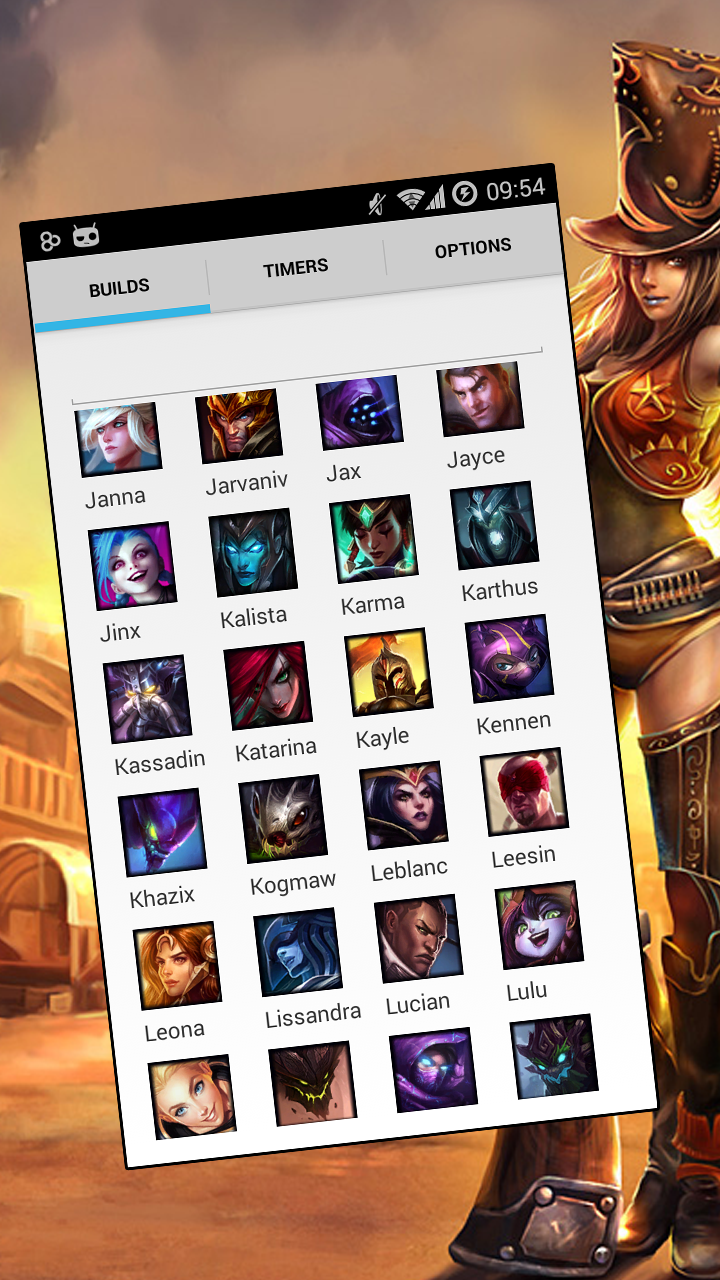 09:54
BUILDS TIMERS OPTIONS
Janna Jarvaniv Jax Jayce
Jinx Kalista Karma Karthus
Kassadin Katarina Kayle Kennen
Khazix Kogmaw Leblanc Leesin
Leona Lissandra Lucian Lulu